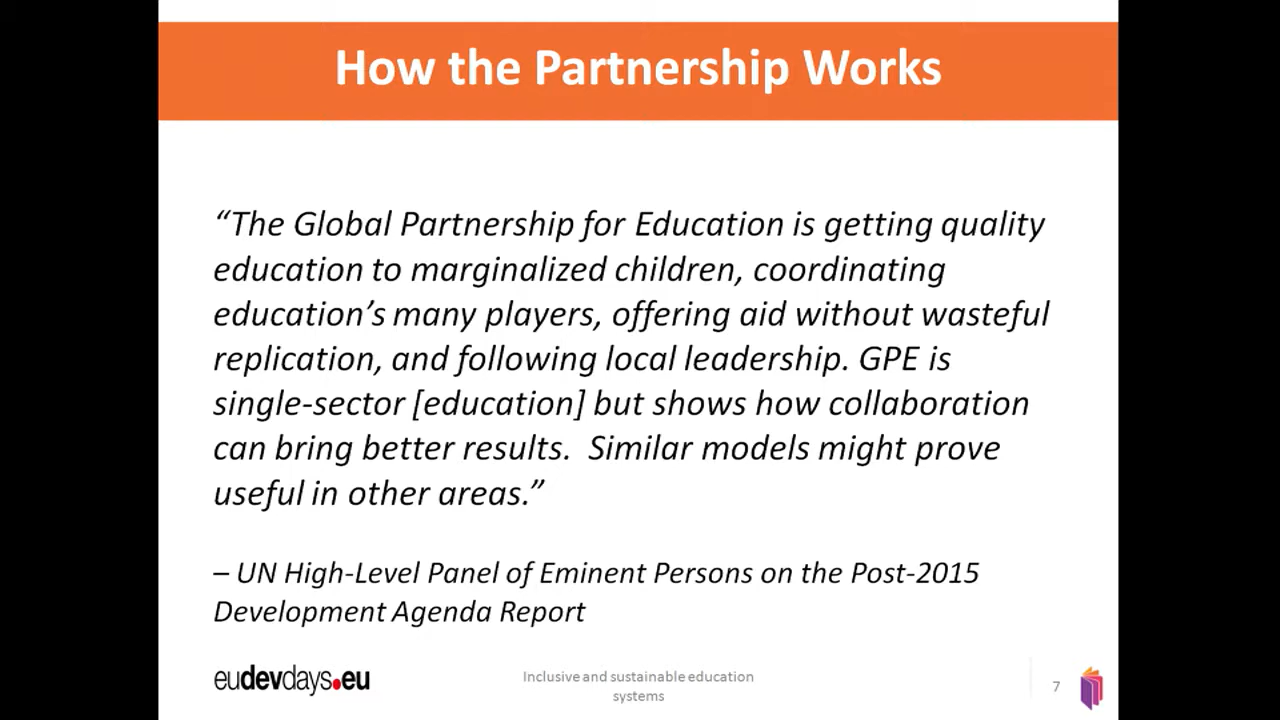 How the Partnership Works
“The Global Partnership for Education is getting quality
education to marginalized children, coordinating
education’s many players, offering aid without wasteful
replication, and following local leadership. GPE is
single-sector [education] but shows how collaboration
can bring better results.  Similar models might prove
useful in other areas.”
– UN High-Level Panel of Eminent Persons on the Post-2015
Development Agenda Report
eudevdays.eu
Inclusive and sustainable education
systems
7